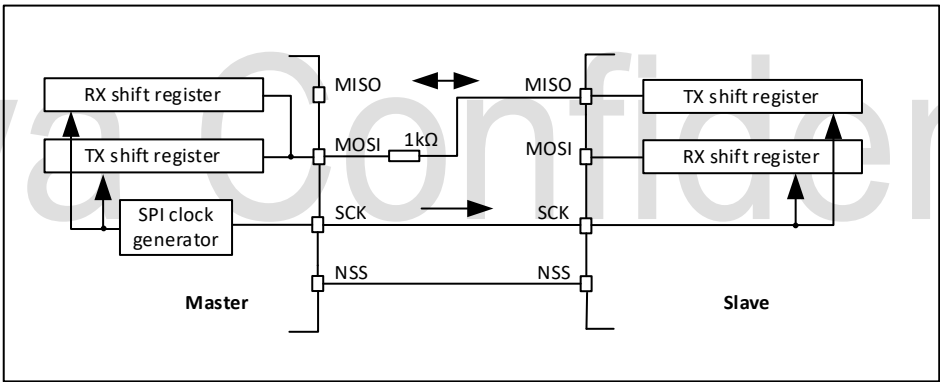 RX shift register
TX shift register
SPI clock
generator
Master
MISO
MOSI
1kΩ
SCK
NSS
MISO
MOSI
SCK
NSS
TX shift register
RX shift register
Slave